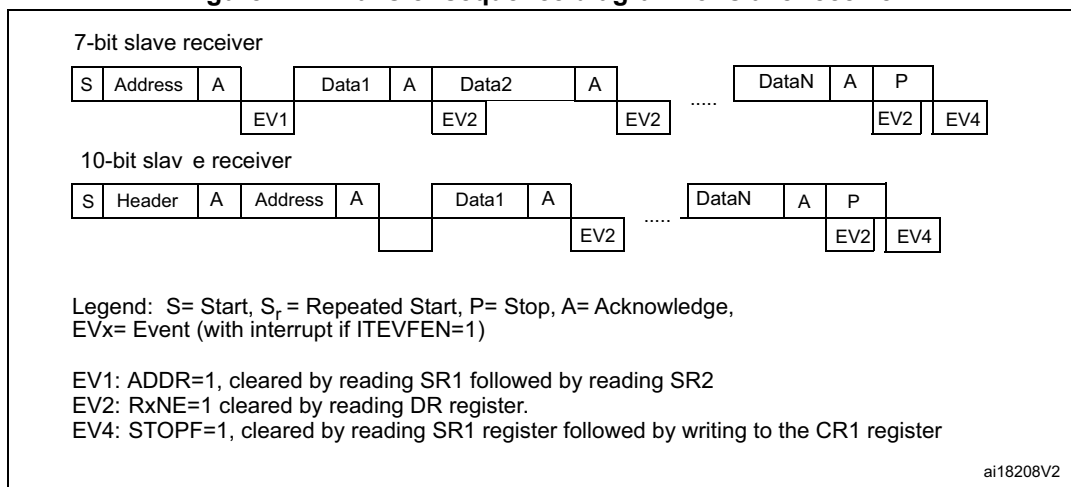 7-bit slave receiver
S Address A Data1 A Data2 A ..... DataN A P
EV1 EV2 EV2 EV2 EV4
10-bit slav e receiver
S Header A Address A Data1 A ..... DataN A P
EV2 EV2 EV4
Legend: S= Start, Sr = Repeated Start, P= Stop, A= Acknowledge,
EVx= Event (with interrupt if ITEVFEN=1)
EV1: ADDR=1, cleared by reading SR1 followed by reading SR2
EV2: RxNE=1 cleared by reading DR register.
EV4: STOPF=1, cleared by reading SR1 register followed by writing to the CR1 register
ai18208V2